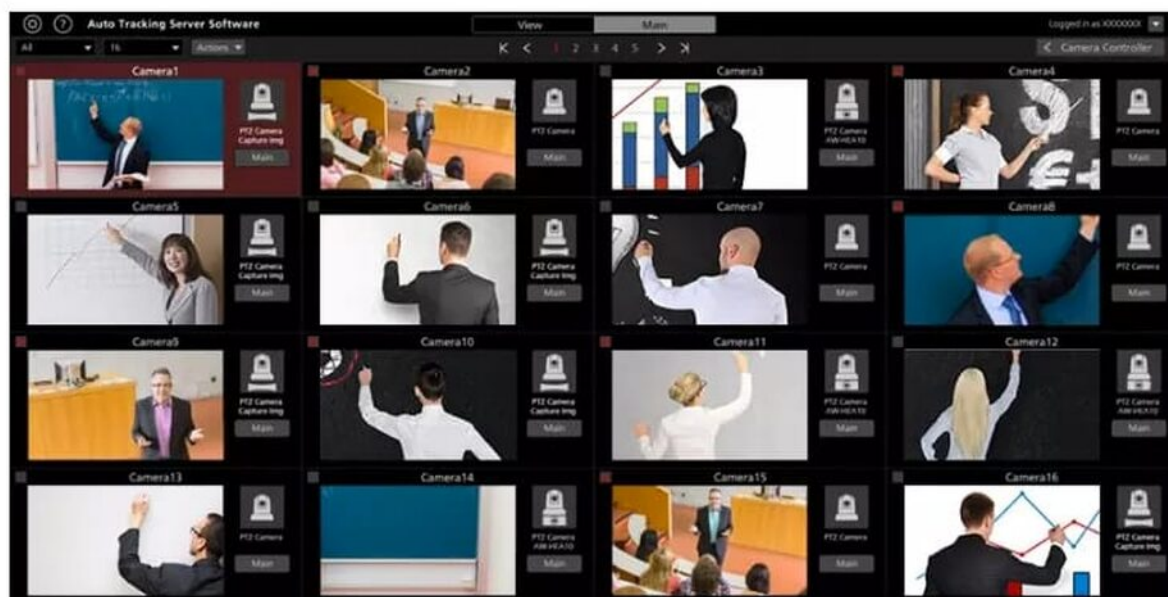 Auto Tracking Server Software
View
Main
Logged in as XXXXXXX
All
16
Actions
1 2 3 4 5
Camera Controller
Camera1
PTZ Camera
Capture Img
Main
Camera2
PTZ Camera
Main
Camera3
PTZ Camera
AW-HEA10
Main
Camera4
PTZ Camera
Main
Camera5
PTZ Camera
Capture Img
Main
Camera6
PTZ Camera
Capture Img
Main
Camera7
PTZ Camera
Main
Camera8
PTZ Camera
Main
Camera9
PTZ Camera
Capture Img
Main
Camera10
PTZ Camera
Capture Img
Main
Camera11
PTZ Camera
AW-HEA10
Main
Camera12
PTZ Camera
AW-HEA10
Main
Camera13
PTZ Camera
Main
Camera14
PTZ Camera
AW-HEA10
Main
Camera15
PTZ Camera
Main
Camera16
PTZ Camera
Capture Img
Main